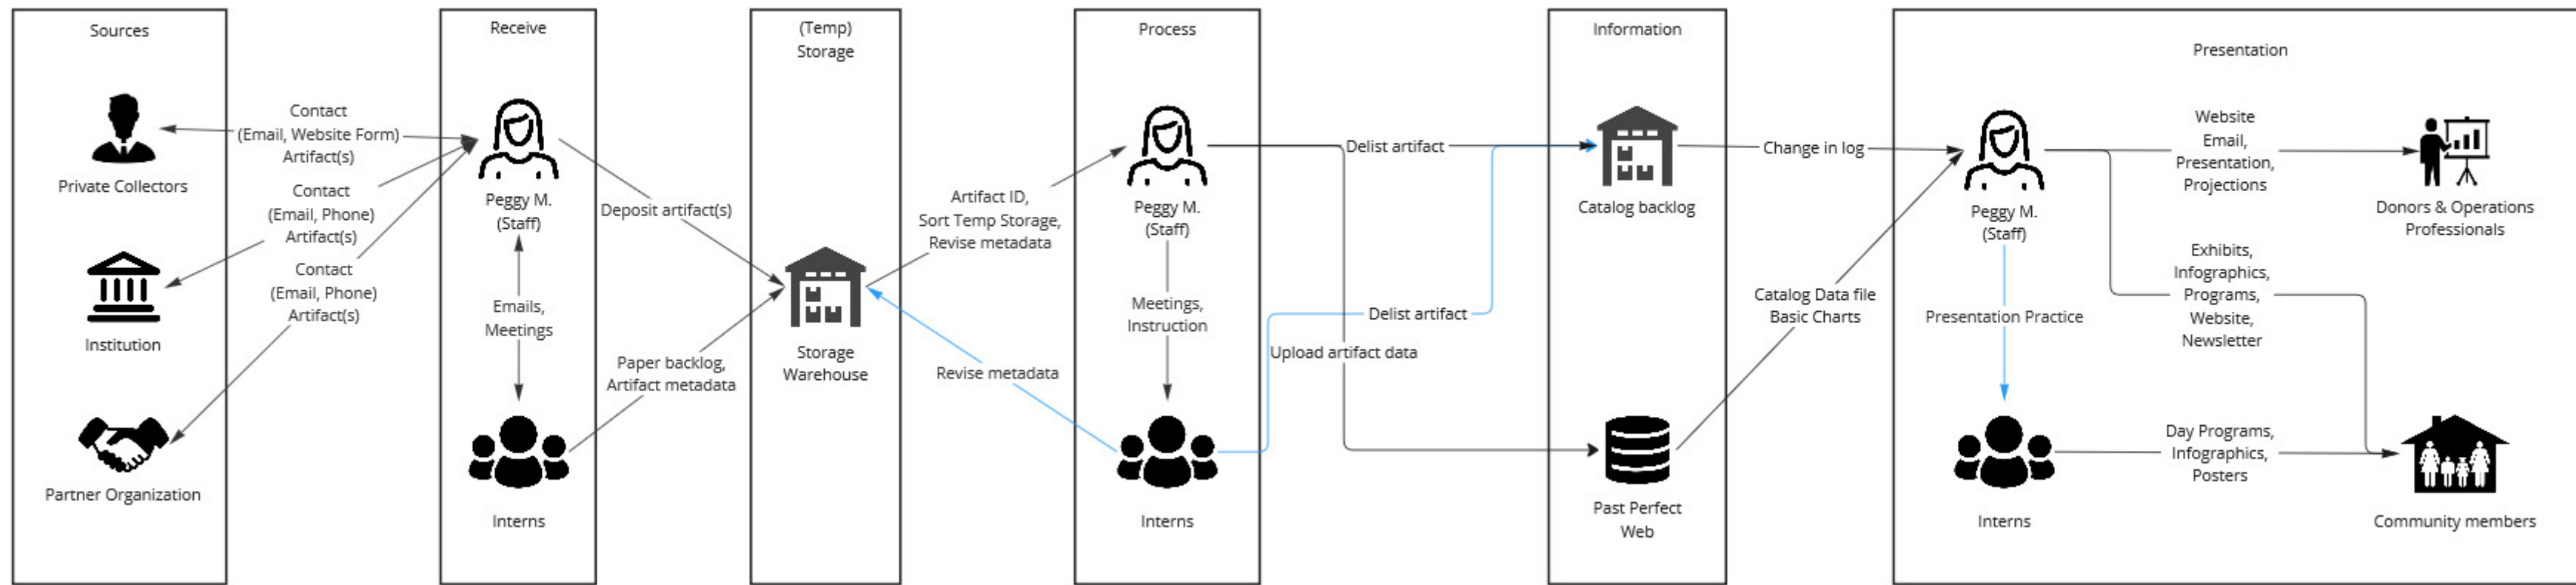 Sources
Contact
(Email, Website Form)
Artifact(s)
Private Collectors
Contact
(Email, Phone)
Artifact(s)
Institution
Contact
(Email, Phone)
Artifact(s)
Partner Organization
Receive
Peggy M.
(Staff)
Emails,
Meetings
Interns
Deposit artifact(s)
Paper backlog,
Artifact metadata
(Temp)
Storage
Storage
Warehouse
Artifact ID,
Sort Temp Storage,
Revise metadata
Revise metadata
Process
Peggy M.
(Staff)
Meetings,
Instruction
Interns
Delist artifact
Delist artifact
Upload artifact data
Information
Catalog backlog
Past Perfect
Web
Change in log
Catalog Data file
Basic Charts
Presentation
Peggy M.
(Staff)
Presentation Practice
Interns
Website
Email,
Presentation,
Projections
Donors & Operations
Professionals
Exhibits,
Infographics,
Programs,
Website,
Newsletter
Day Programs,
Infographics,
Posters
Community members